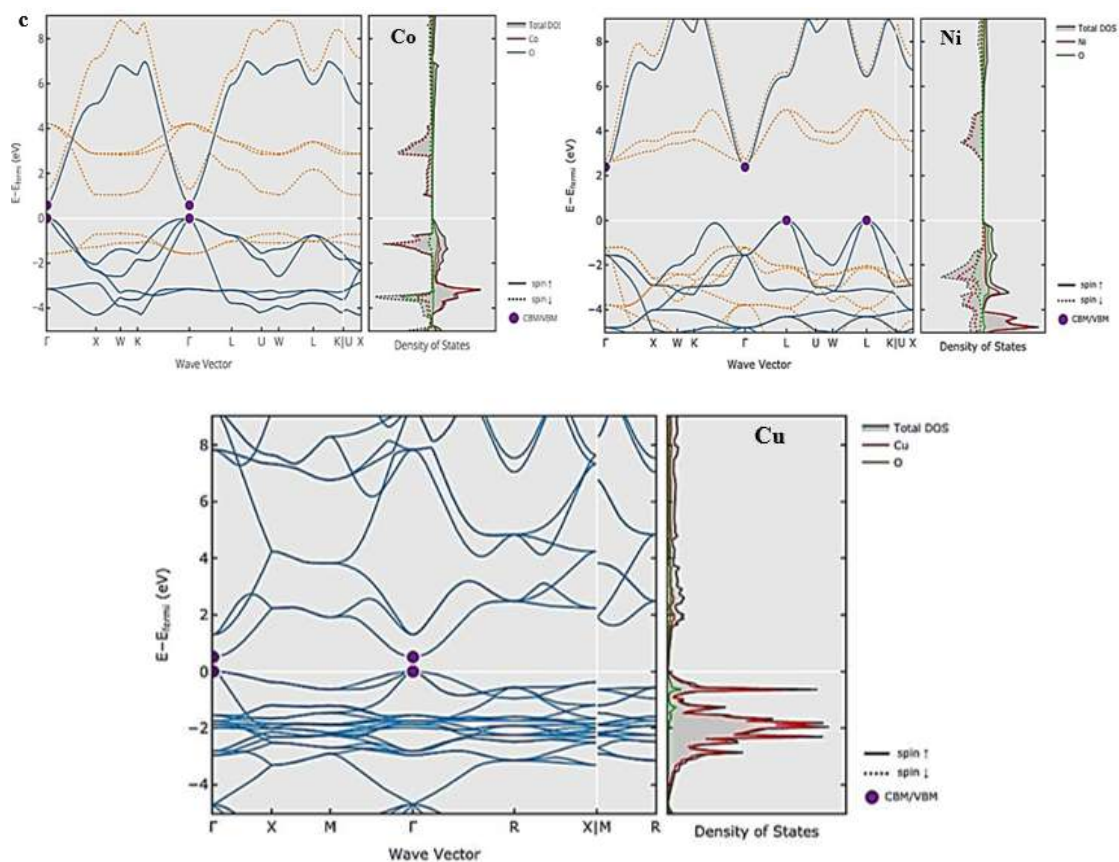 c
Co
Total DOS
Co
O
8
6
4
2
0
−2
−4
E−Efermi (eV)
spin ↑
spin ↓
CBM/VBM
Γ X W K Γ L U W L K|U X
Wave Vector
Density of States
Ni
Total DOS
Ni
O
8
6
4
2
0
−2
−4
E−Efermi (eV)
spin ↑
spin ↓
CBM/VBM
Γ X W K Γ L U W L K|U X
Wave Vector
Density of States
Cu
Total DOS
Cu
O
8
6
4
2
0
−2
−4
E−Efermi (eV)
spin ↑
spin ↓
CBM/VBM
Γ X M Γ R X|M R
Wave Vector
Density of States